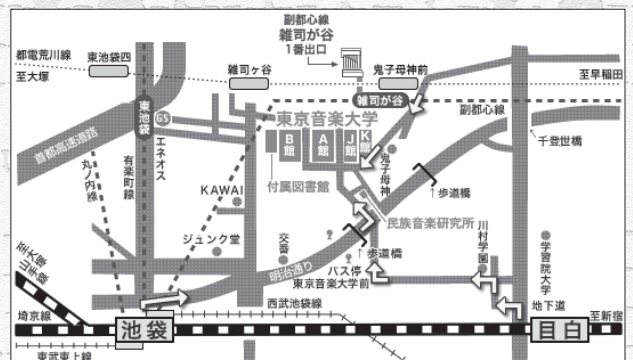 副都心線
雑司が谷
1番出口
都電荒川線
至大塚
東池袋四
雑司ヶ谷
鬼子母神前
至早稲田
雑司が谷
副都心線
東池袋
GS
エネオス
東京音楽大学
B館
A館
J館
K館
付属図書館
鬼子母神
千登世橋
首都高速道路
丸ノ内線
有楽町線
KAWAI
↑歩道橋
民族音楽研究所
ジュンク堂
交番
↑歩道橋
川村学園
学習院大学
明治通り
バス停
東京音楽大学前
至大塚
山手線
西武池袋線
地下道
埼京線
池袋
目白
至新宿
東武東上線